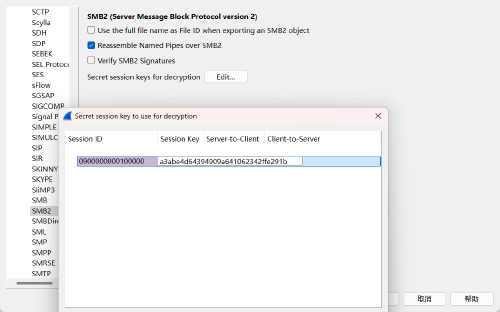 SCTP
Scylla
SDH
SDP
SEBEK
SEL Protoco
SES
sFlow
SGSAP
SIGCOMP
Signal P
SIMPLE
SIMULC
SIP
SIR
SKINNY
SKYPE
SliMP3
SMB
SMB2
SMBDire
SML
SMP
SMPP
SMRSE
SMTP
SMB2 (Server Message Block Protocol version 2)
Use the full file name as File ID when exporting an SMB object
Reassemble Named Pipes over SMB2
Verify SMB2 Signatures
Secret session keys for decryption Edit...
Secret session key to use for decryption
Session ID Session Key Server-to-Client Client-to-Server
0900000000100000 a3abe4d64394909a641062342ffe291b
取消 帮助